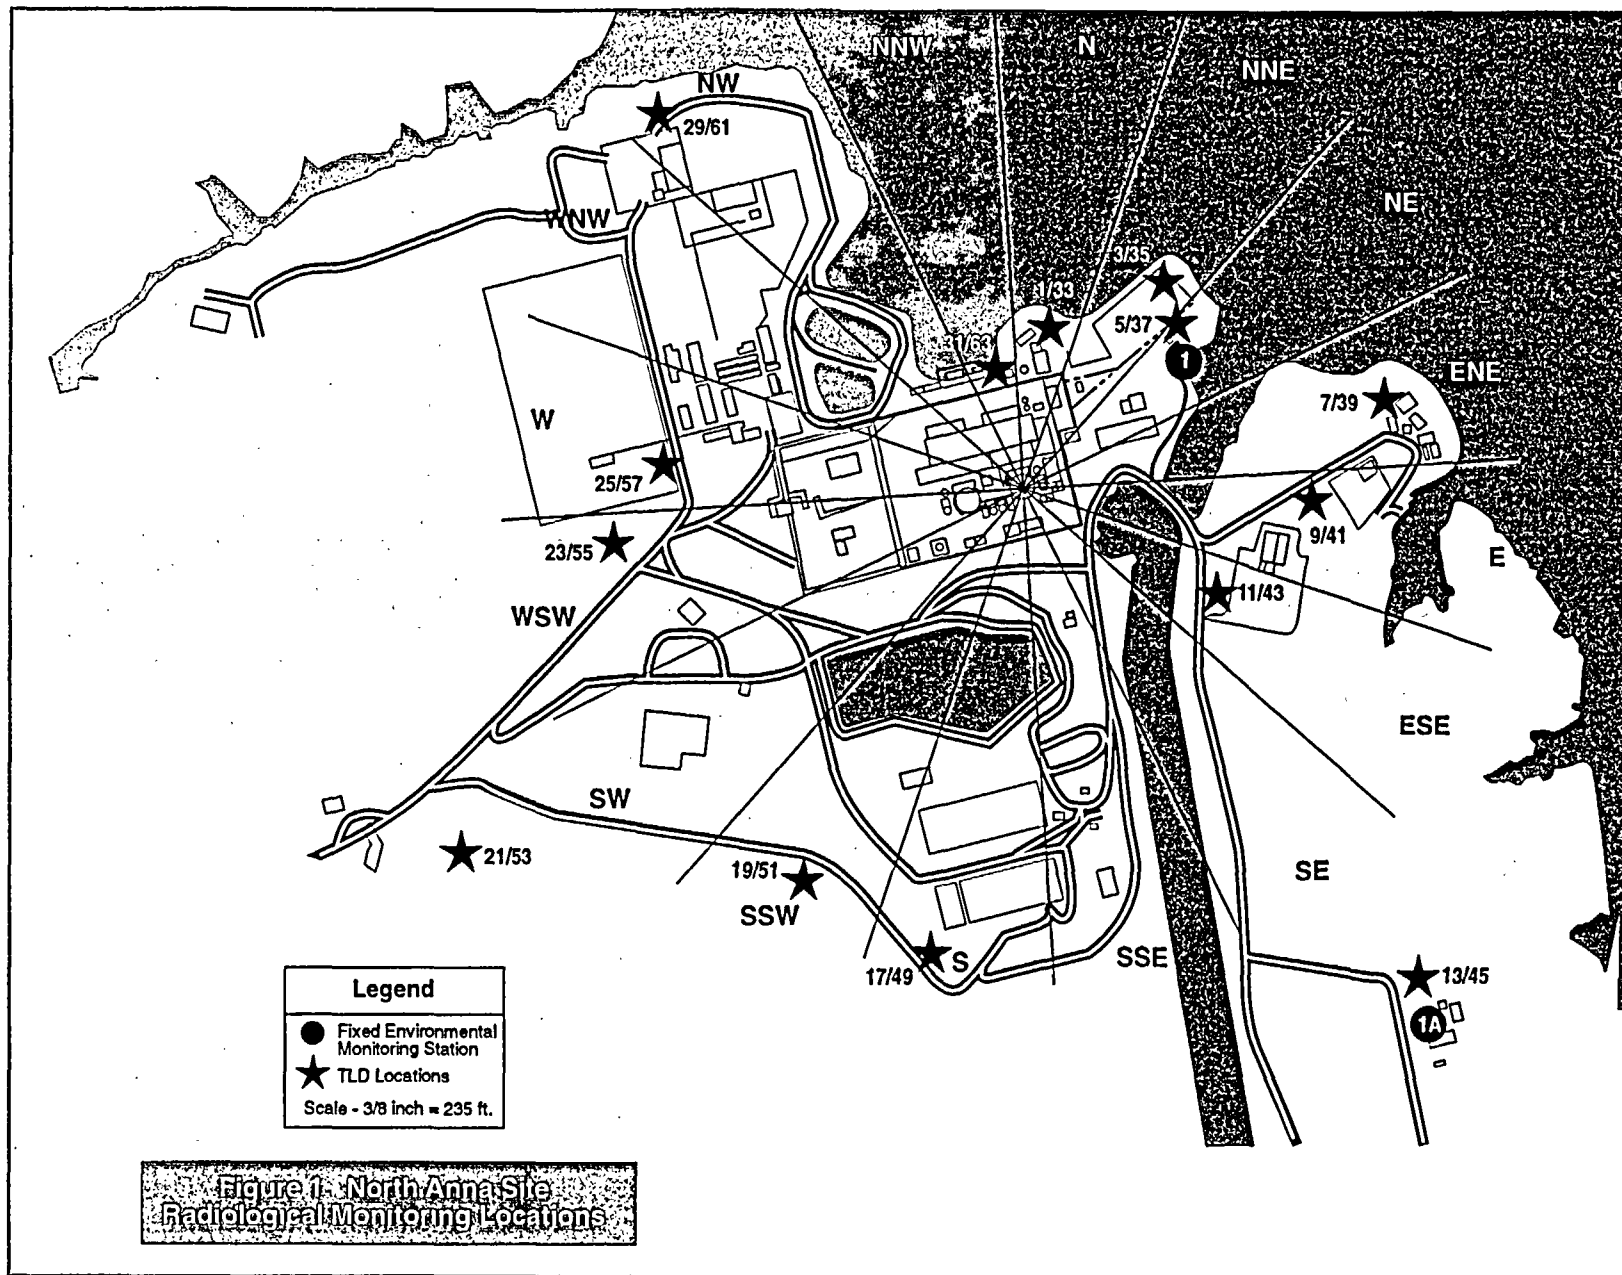 NNW
N
NNE
NW
29/61
NE
WNW
3/35
1/33
5/37
31/63
1
ENE
7/39
W
25/57
9/41
23/55
E
11/43
WSW
ESE
SW
21/53
19/51
SE
SSW
17/49
S
SSE
13/45
1A
Legend
Fixed Environmental
Monitoring Station
TLD Locations
Scale - 3/8 inch = 235 ft.
Figure 1 - North Anna Site
Radiological Monitoring Locations